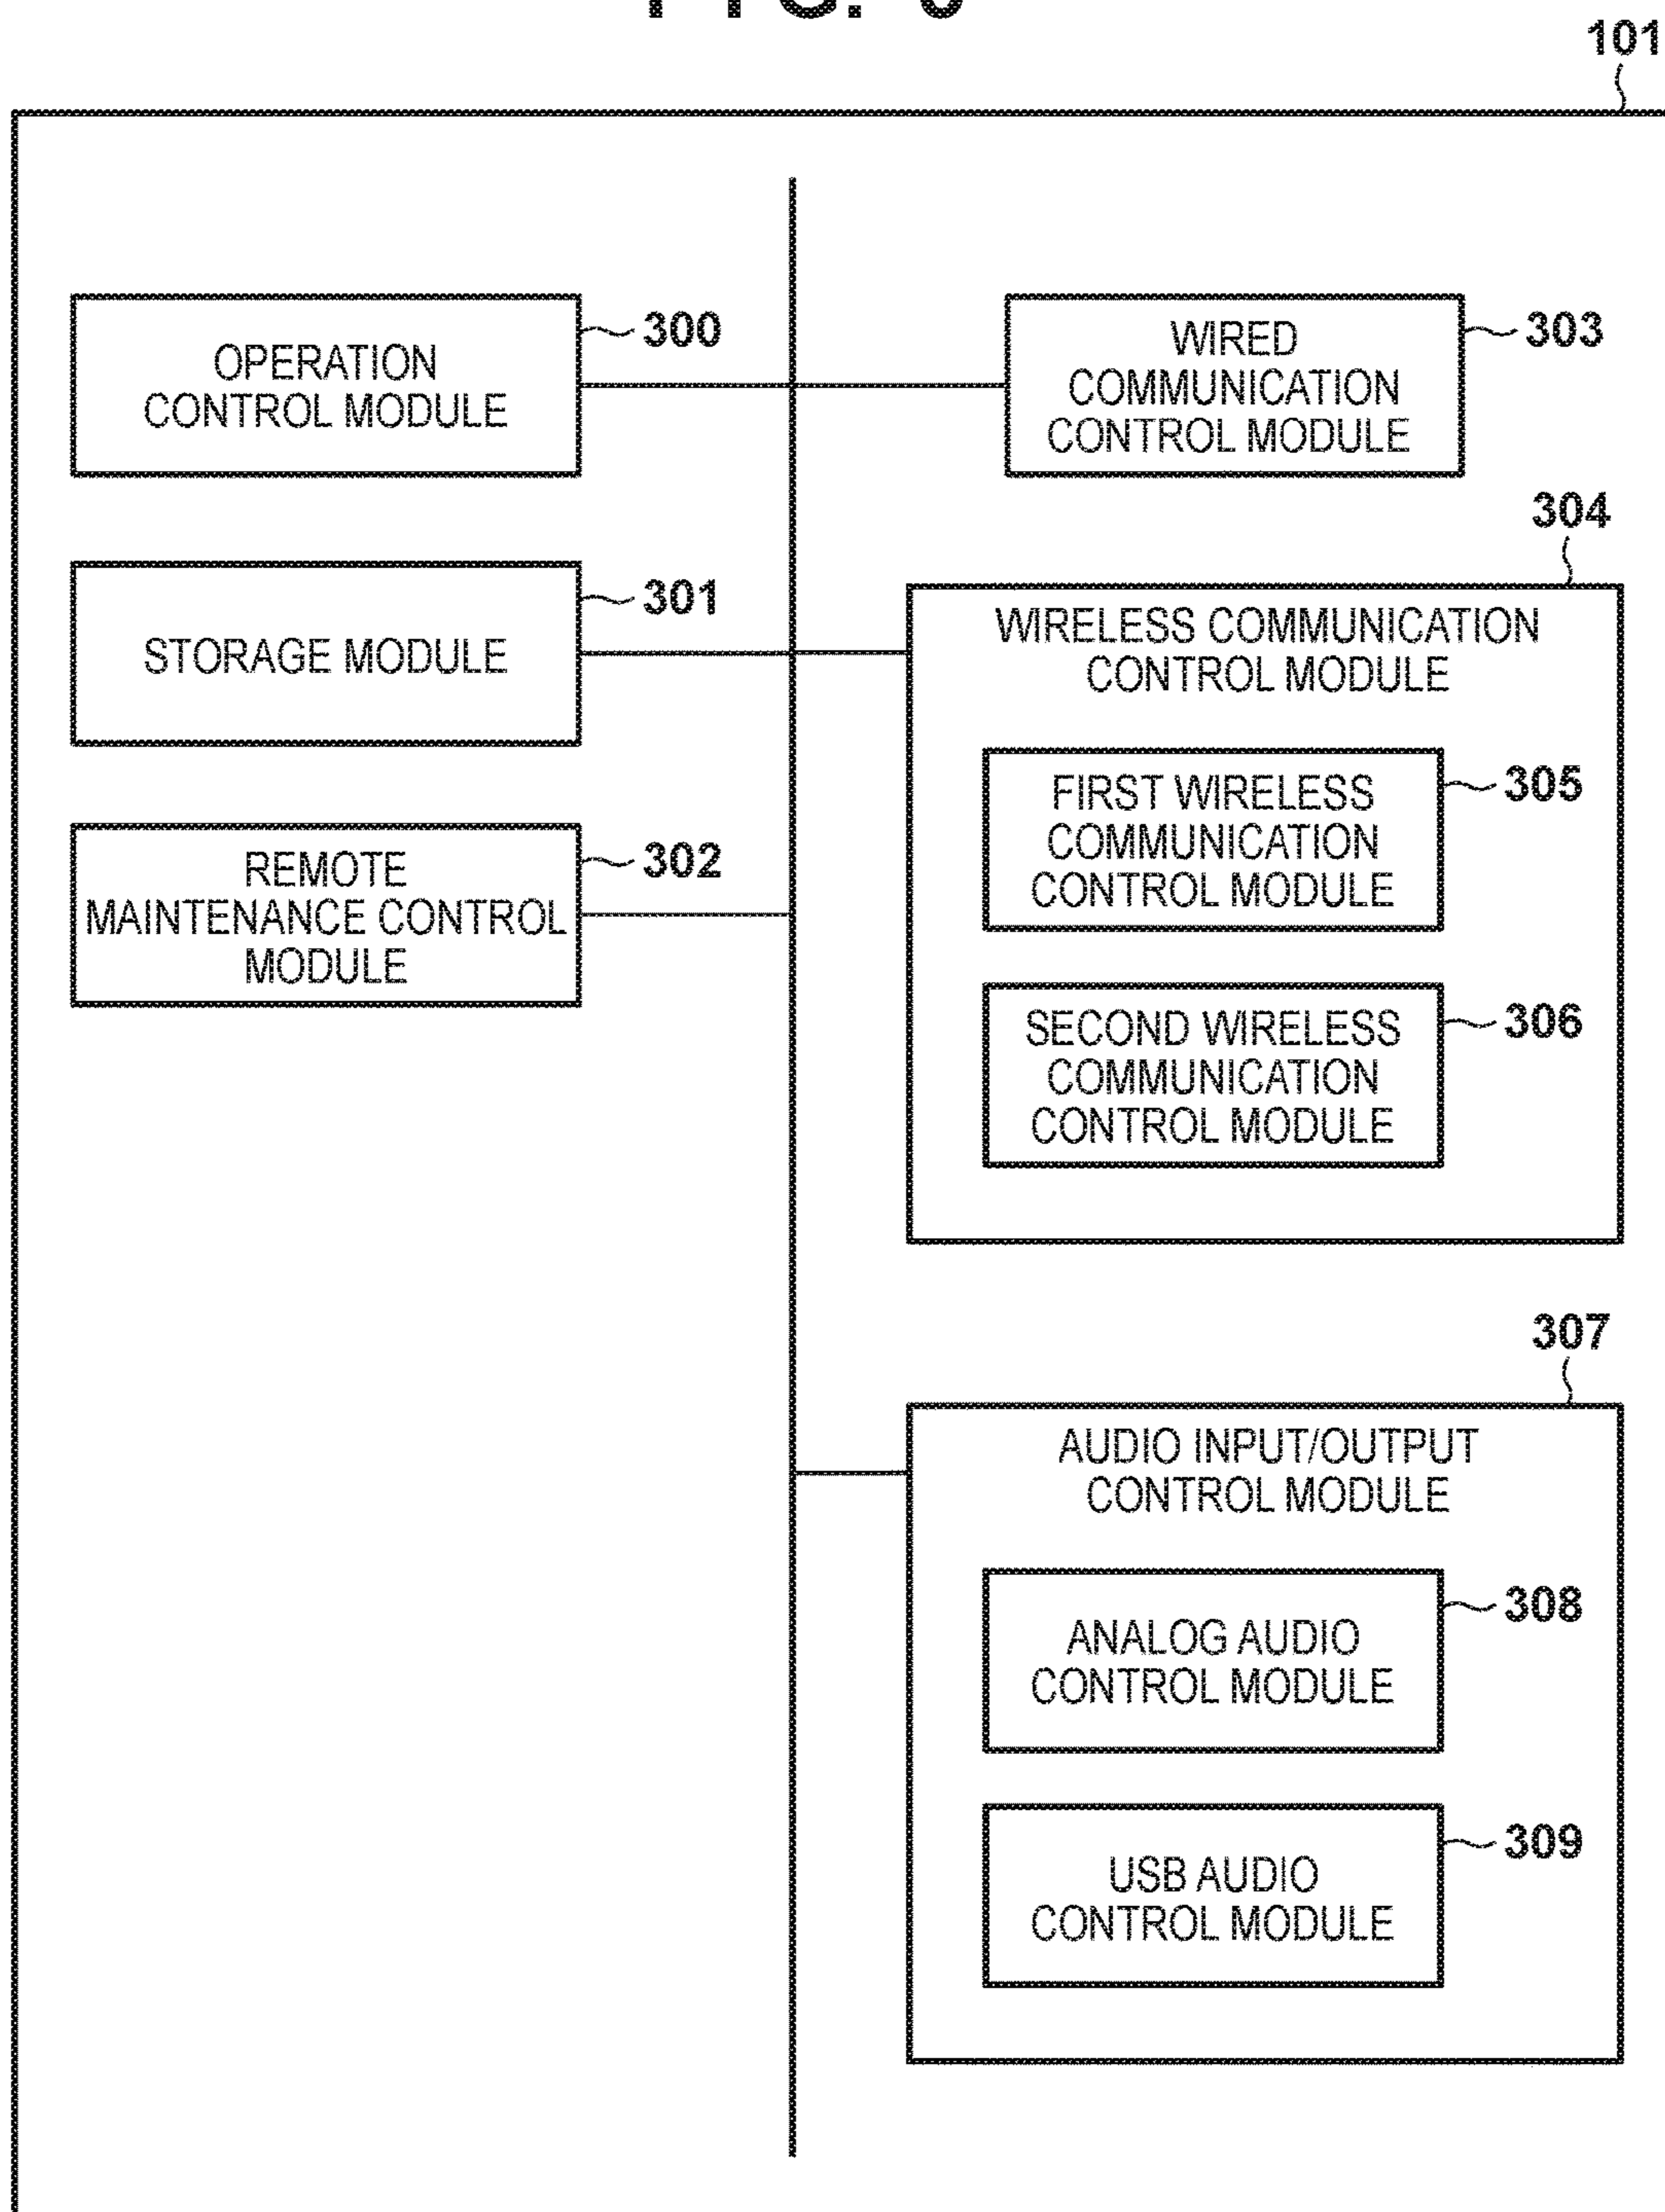 101
OPERATION
CONTROL MODULE
300
WIRED
COMMUNICATION
CONTROL MODULE
303
STORAGE MODULE
301
304
WIRELESS COMMUNICATION
CONTROL MODULE
FIRST WIRELESS
COMMUNICATION
CONTROL MODULE
305
REMOTE
MAINTENANCE CONTROL
MODULE
302
SECOND WIRELESS
COMMUNICATION
CONTROL MODULE
306
307
AUDIO INPUT/OUTPUT
CONTROL MODULE
ANALOG AUDIO
CONTROL MODULE
308
USB AUDIO
CONTROL MODULE
309